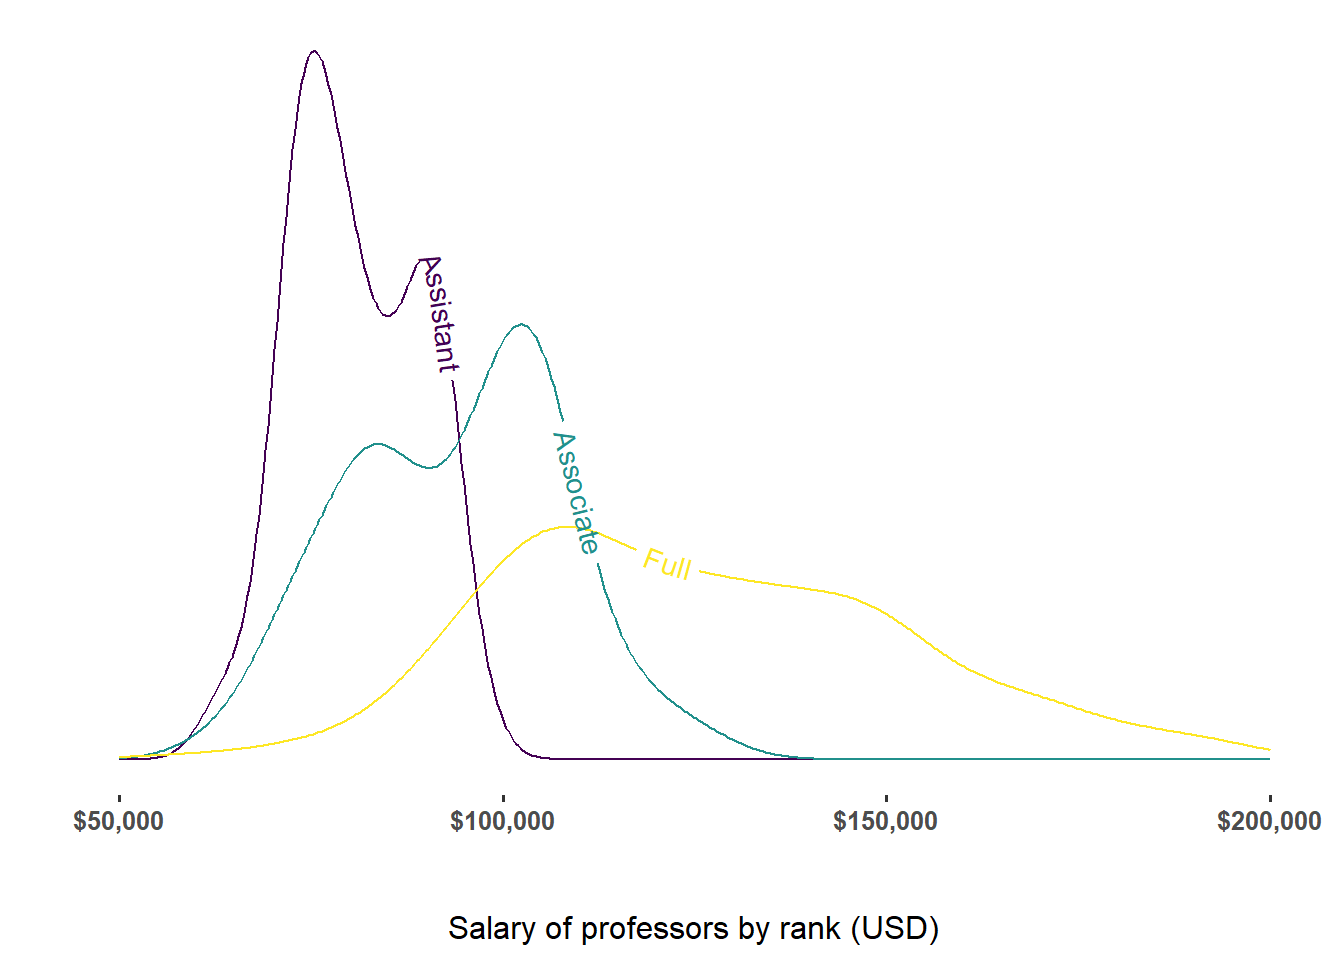 Assistant
Associate
Full
$50,000
$100,000
$150,000
$200,000
Salary of professors by rank (USD)